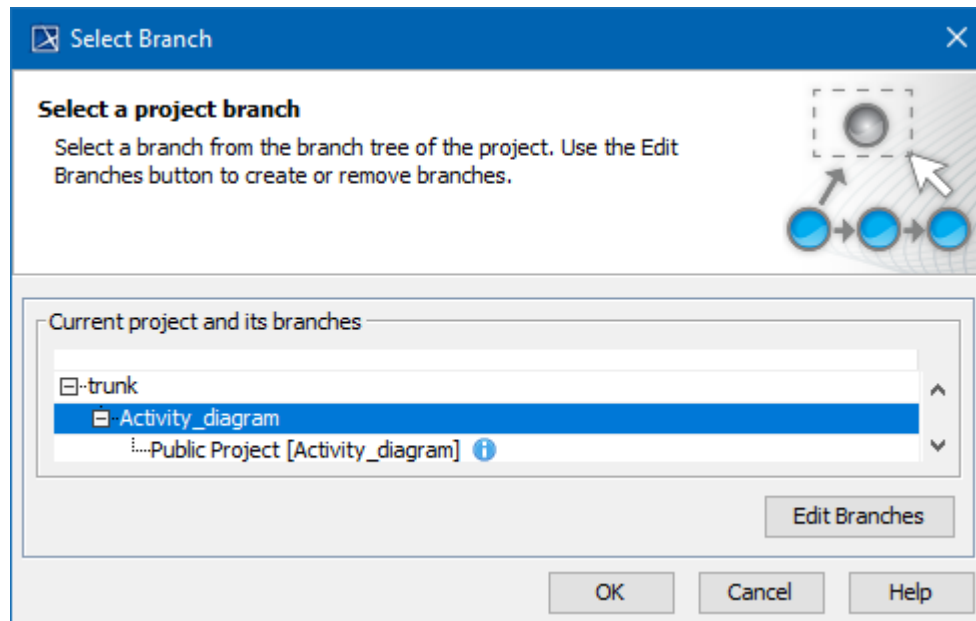 Select Branch
Select a project branch
Select a branch from the branch tree of the project. Use the Edit
Branches button to create or remove branches.
Current project and its branches
trunk
Activity_diagram
Public Project [Activity_diagram]
Edit Branches
OK Cancel Help